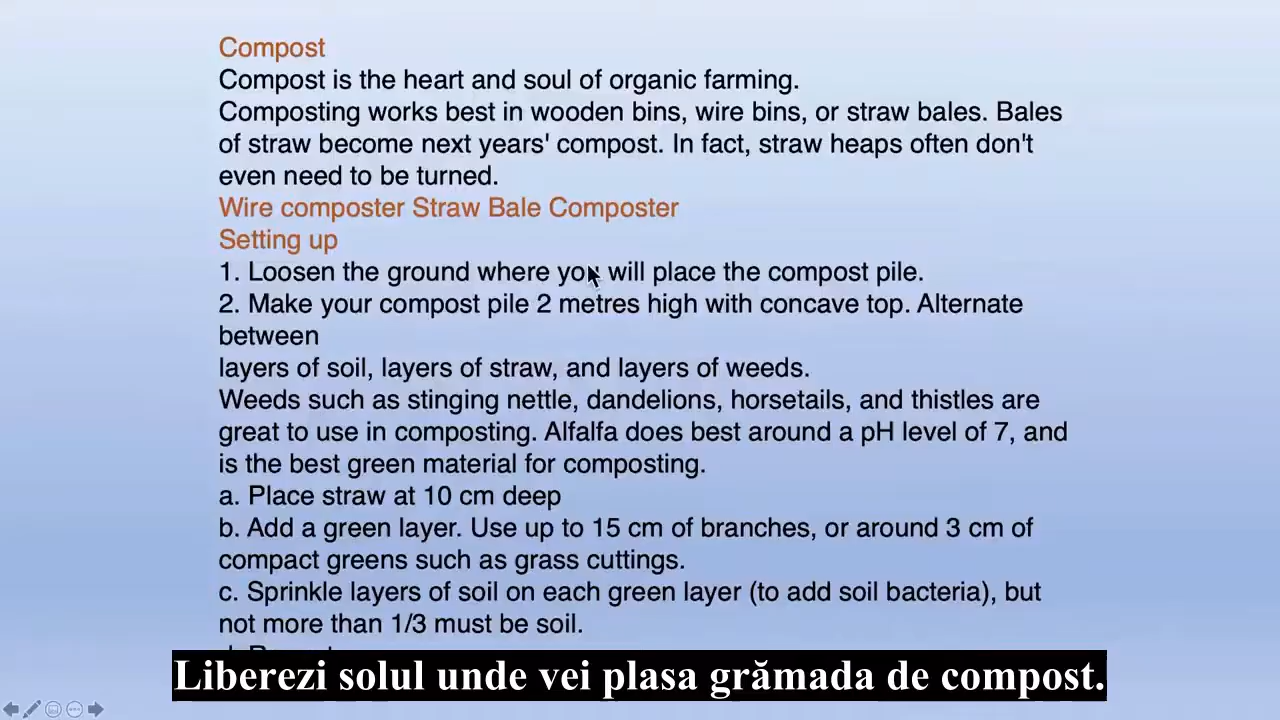 Compost
Compost is the heart and soul of organic farming.
Composting works best in wooden bins, wire bins, or straw bales. Bales
of straw become next years' compost. In fact, straw heaps often don't
even need to be turned.
Wire composter Straw Bale Composter
Setting up
1. Loosen the ground where you will place the compost pile.
2. Make your compost pile 2 metres high with concave top. Alternate
between
layers of soil, layers of straw, and layers of weeds.
Weeds such as stinging nettle, dandelions, horsetails, and thistles are
great to use in composting. Alfalfa does best around a pH level of 7, and
is the best green material for composting.
a. Place straw at 10 cm deep
b. Add a green layer. Use up to 15 cm of branches, or around 3 cm of
compact greens such as grass cuttings.
c. Sprinkle layers of soil on each green layer (to add soil bacteria), but
not more than 1/3 must be soil.
Liberezi solul unde vei plasa grămada de compost.